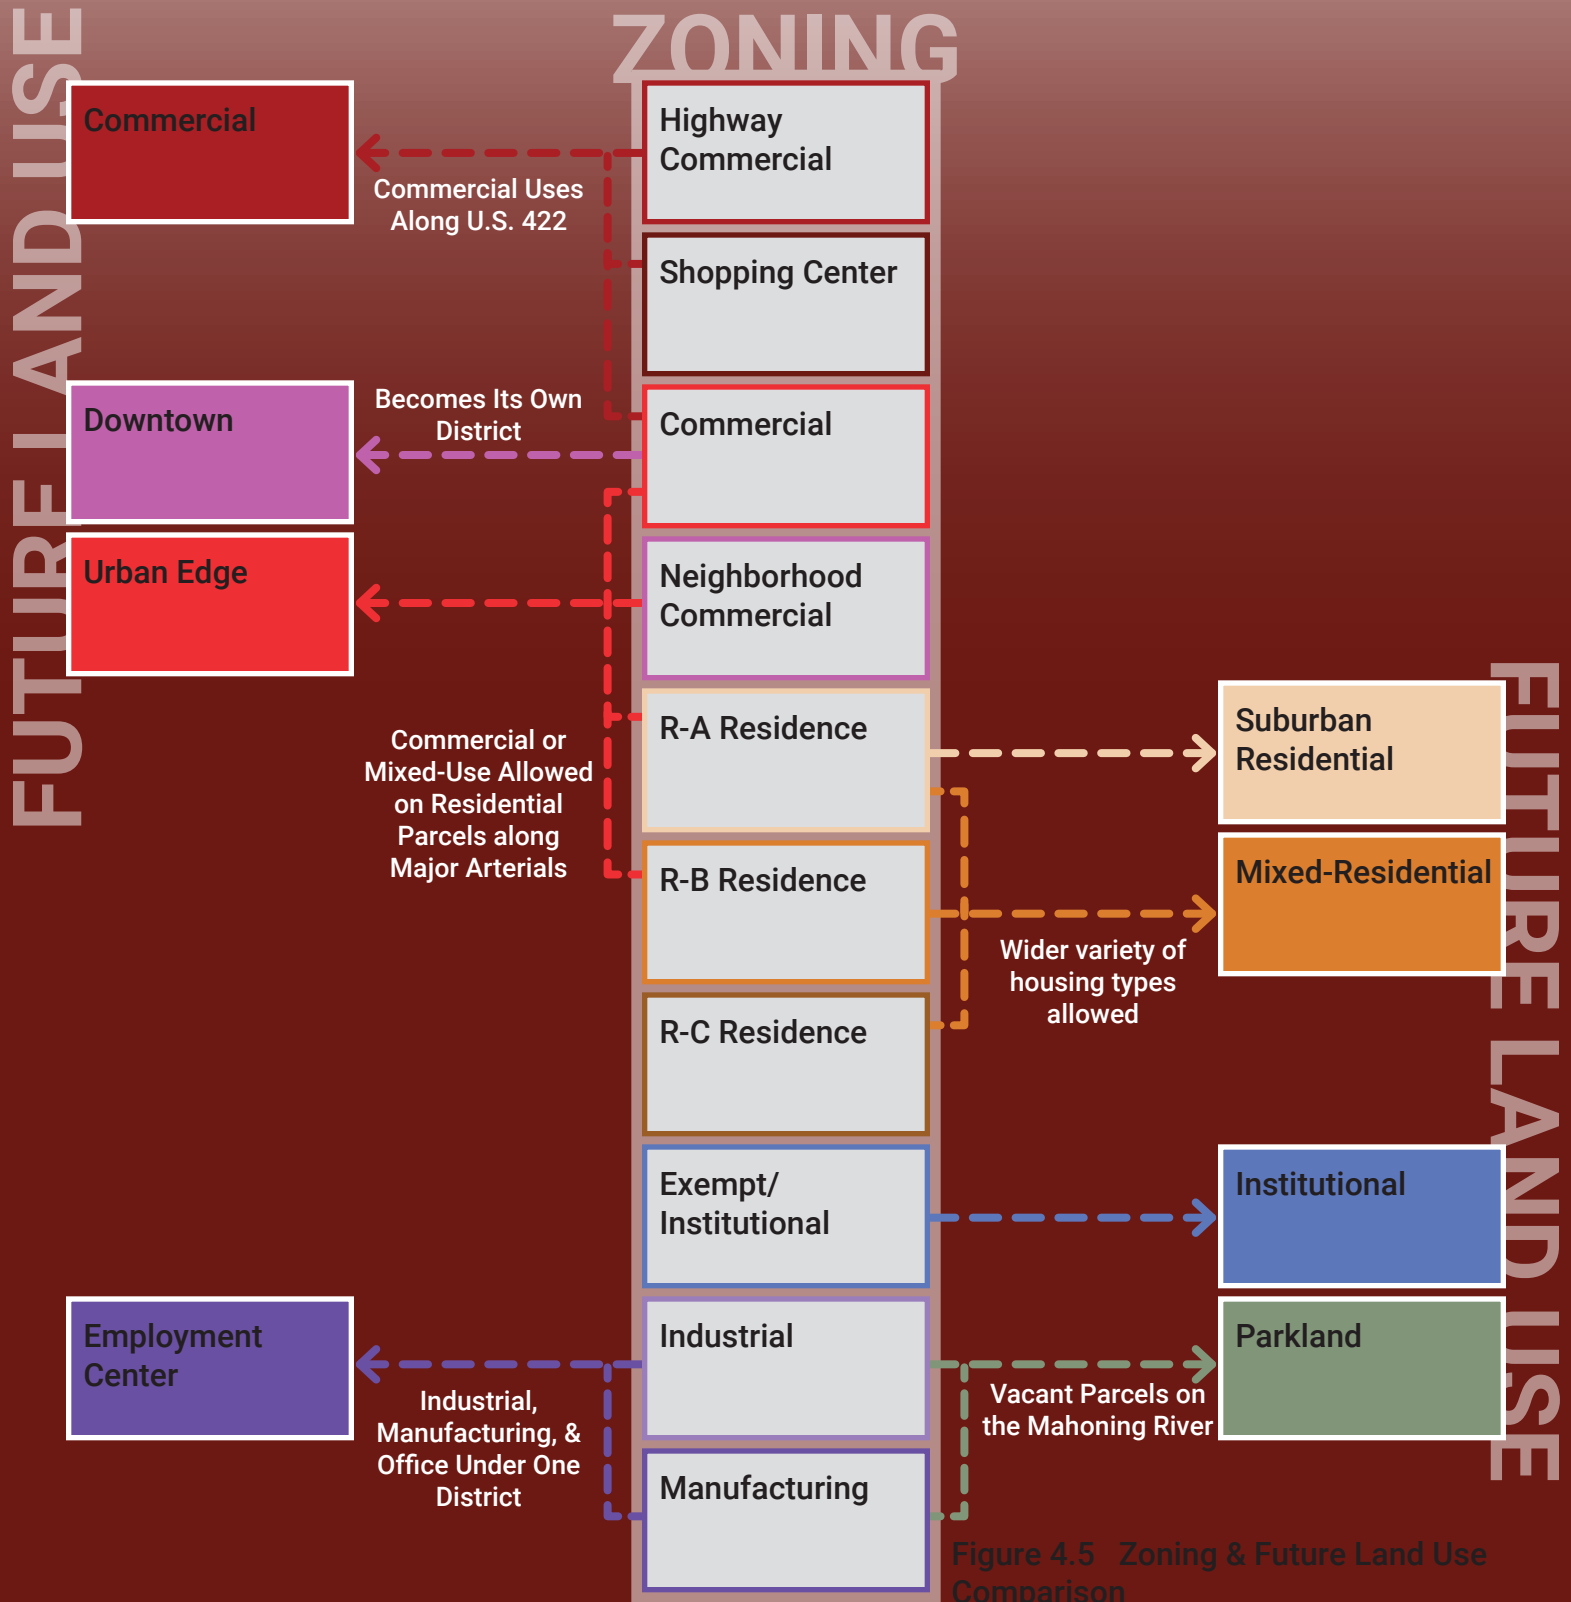 ZONING
FUTURE LAND USE
Commercial
Commercial Uses
Along U.S. 422
Downtown
Becomes Its Own
District
Urban Edge
Commercial or
Mixed-Use Allowed
on Residential
Parcels along
Major Arterials
Employment
Center
Industrial,
Manufacturing, &
Office Under One
District
Highway
Commercial
Shopping Center
Commercial
Neighborhood
Commercial
R-A Residence
R-B Residence
R-C Residence
Exempt/
Institutional
Industrial
Manufacturing
Suburban
Residential
Mixed-Residential
Wider variety of
housing types
allowed
Institutional
Parkland
Vacant Parcels on
the Mahoning River
FUTURE LAND USE
Figure 4.5 Zoning & Future Land Use
Comparison